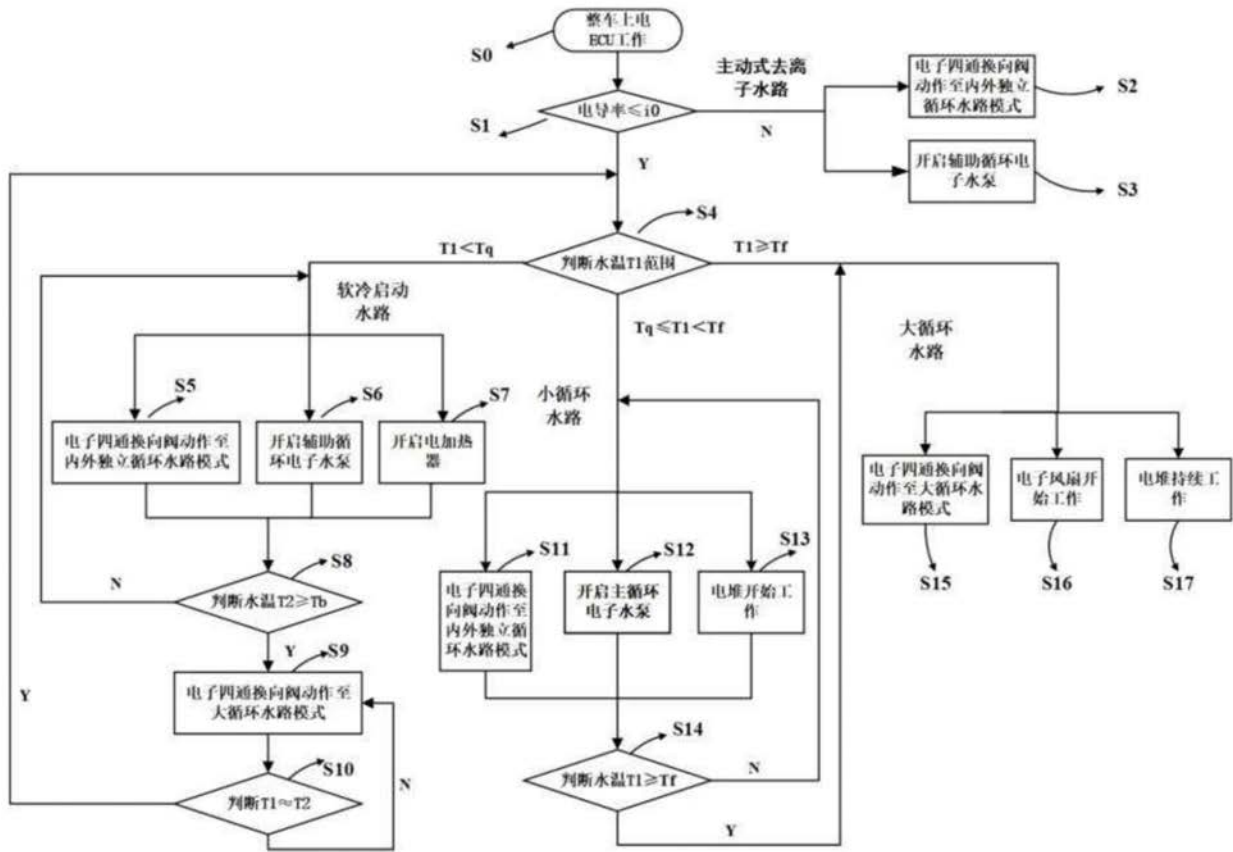 整车上电
ECU工作
S0
主动式去离
子水路
电子四通换向阀
动作至内外独立
循环水路模式
S2
电导率≤i0
S1
N
Y
开启辅助循环电
子水泵
S3
S4
T1<Tq
判断水温T1范围
T1≥Tf
软冷启动
水路
Tq≤T1<Tf
大循环
水路
S5
S6
S7
小循环
水路
电子四通换向阀动作至
内外独立循环水路模式
开启辅助循
环电子水泵
开启电加热
器
电子四通换向阀
动作至大循环水
路模式
电子风扇开
始工作
电堆持续工
作
S15
S16
S17
S8
N
判断水温T2≥Tb
Y
S11
S12
S13
电子四通换
向阀动作至
内外独立循
环水路模式
开启主循环
电子水泵
电堆开始工
作
S9
Y
电子四通换向阀动作至
大循环水路模式
S10
N
判断T1≈T2
S14
判断水温T1≥Tf
N
Y